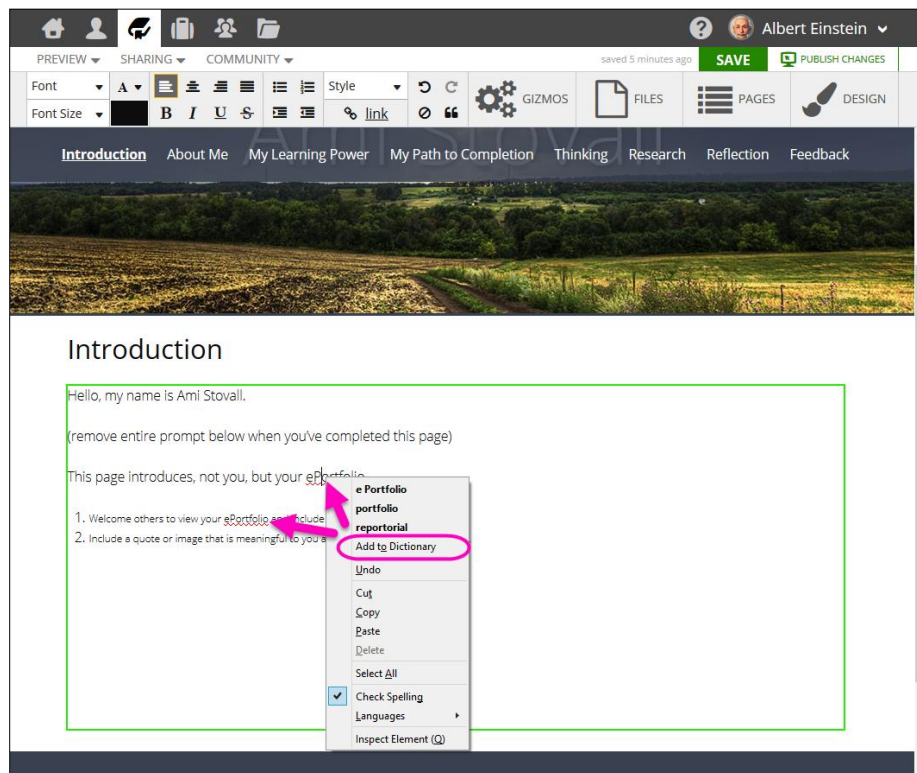 Albert Einstein
PREVIEW SHARING COMMUNITY saved 5 minutes ago SAVE PUBLISH CHANGES
Font A Style GIZMOS FILES PAGES DESIGN
Font Size B I U S link
Ami Stovall
Introduction About Me My Learning Power My Path to Completion Thinking Research Reflection Feedback
Introduction
Hello, my name is Ami Stovall.
(remove entire prompt below when you've completed this page)
This page introduces, not you, but your ePortfolio
1. Welcome others to view your ePortfolio and include
2. Include a quote or image that is meaningful to you a
e Portfolio
portfolio
reportorial
Add to Dictionary
Undo
Cut
Copy
Paste
Delete
Select All
Check Spelling
Languages
Inspect Element (Q)